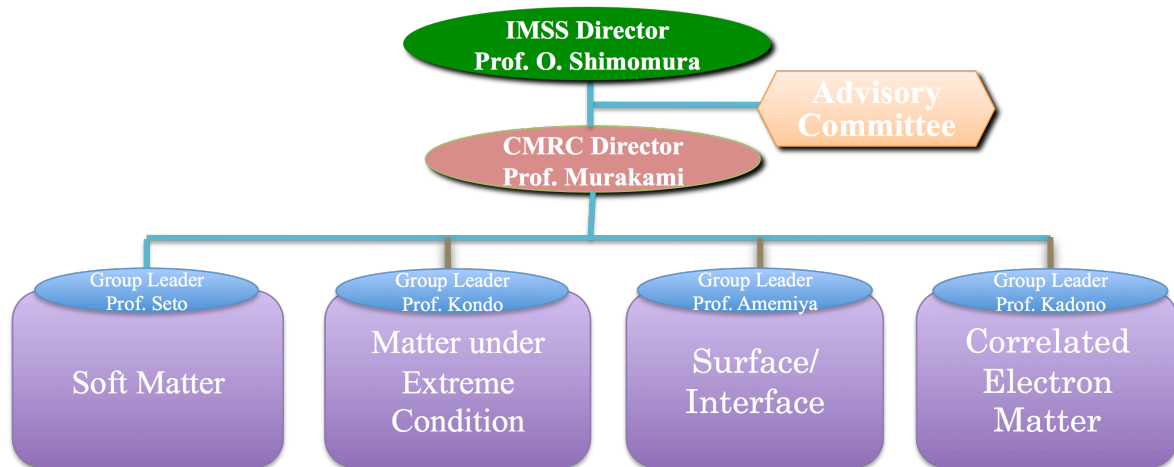 IMSS Director
Prof. O. Shimomura
Advisory
Committee
CMRC Director
Prof. Murakami
Group Leader
Prof. Seto
Soft Matter
Group Leader
Prof. Kondo
Matter under
Extreme
Condition
Group Leader
Prof. Amemiya
Surface/
Interface
Group Leader
Prof. Kadono
Correlated
Electron
Matter